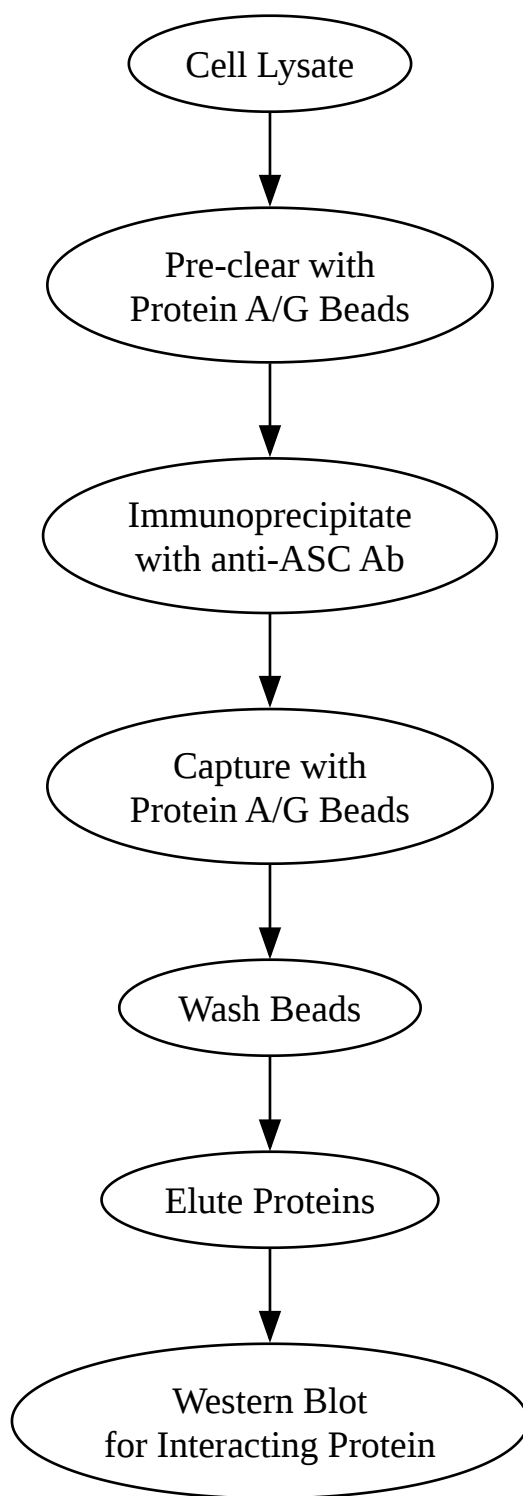 Cell Lysate
Pre-clear with
Protein A/G Beads
Immunoprecipitate
with anti-ASC Ab
Capture with
Protein A/G Beads
Wash Beads
Elute Proteins
Western Blot
for Interacting Protein